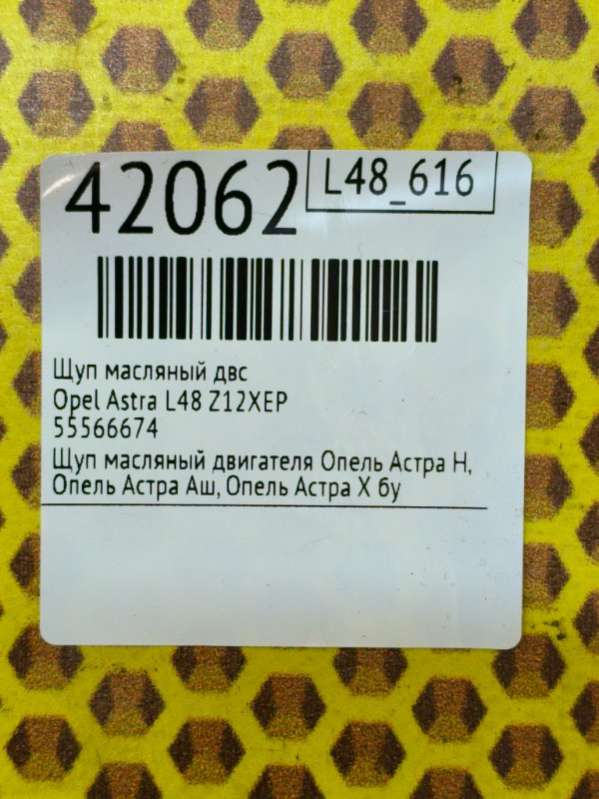 42062
L48_616
Щуп масляный двс
Opel Astra L48 Z12XEP
55566674
Щуп масляный двигателя Опель Астра Н,
Опель Астра Аш, Опель Астра Х бу